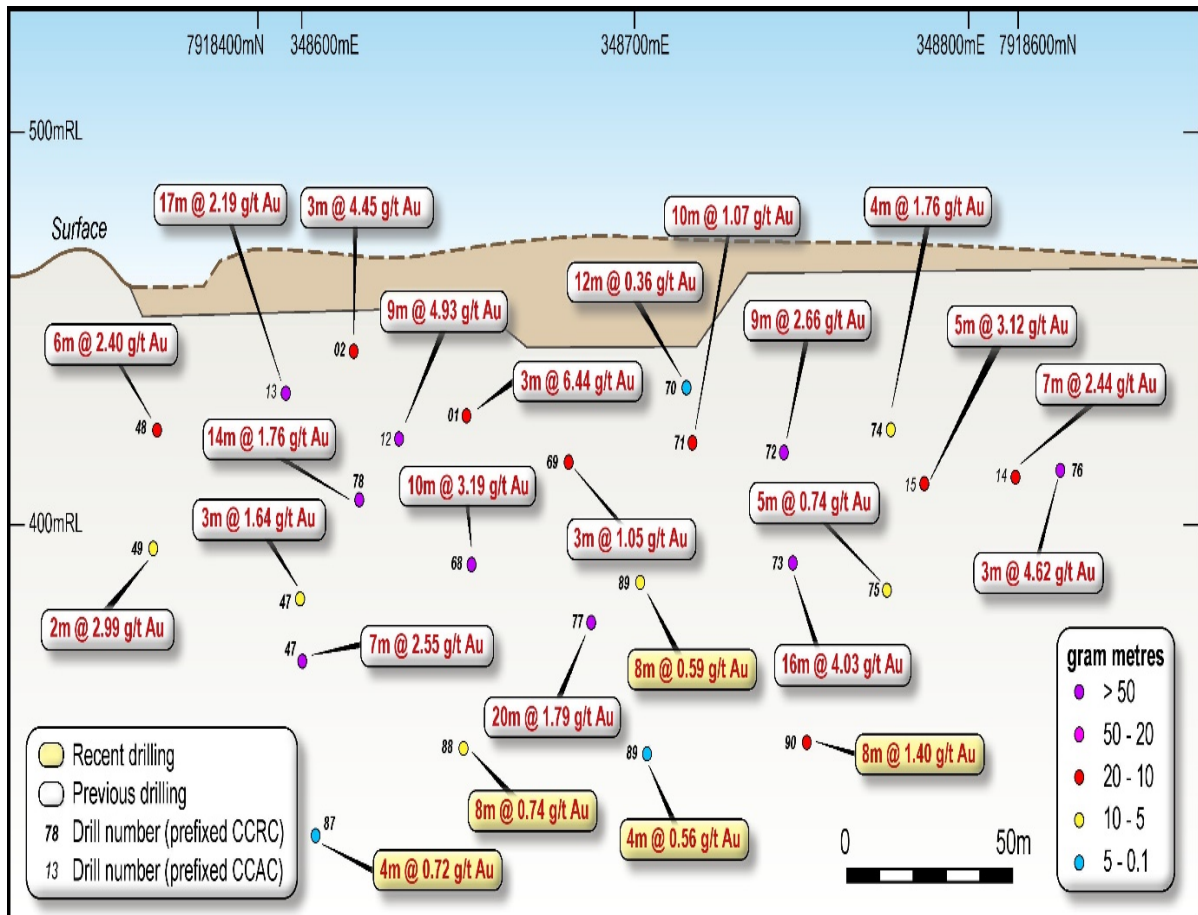 7918400mN 348600mE 348700mE 348800mE 7918600mN
500mRL
17m @ 2.19 g/t Au
3m @ 4.45 g/t Au
10m @ 1.07 g/t Au
4m @ 1.76 g/t Au
Surface
12m @ 0.36 g/t Au
9m @ 4.93 g/t Au
9m @ 2.66 g/t Au
5m @ 3.12 g/t Au
6m @ 2.40 g/t Au
02
3m @ 6.44 g/t Au
7m @ 2.44 g/t Au
13
70
01
48
14m @ 1.76 g/t Au
12
71
74
72
69
10m @ 3.19 g/t Au
78
15
14
76
5m @ 0.74 g/t Au
3m @ 1.64 g/t Au
400mRL
3m @ 1.05 g/t Au
49
68
73
3m @ 4.62 g/t Au
89
75
47
2m @ 2.99 g/t Au
77
7m @ 2.55 g/t Au
47
8m @ 0.59 g/t Au
16m @ 4.03 g/t Au
20m @ 1.79 g/t Au
88
89
90
8m @ 1.40 g/t Au
8m @ 0.74 g/t Au
4m @ 0.56 g/t Au
87
4m @ 0.72 g/t Au
Recent drilling
Previous drilling
78 Drill number (prefixed CCRC)
13 Drill number (prefixed CCAC)
0 50m
gram metres
> 50
50 - 20
20 - 10
10 - 5
5 - 0.1